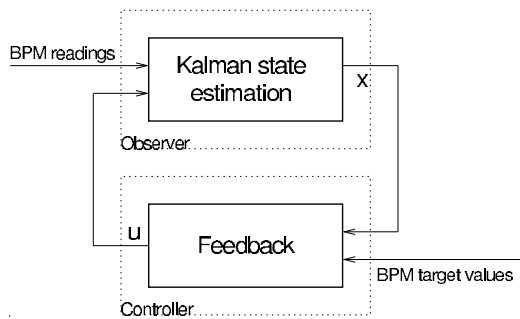 BPM readings
Kalman state
estimation
x
Observer
u
Feedback
BPM target values
Controller